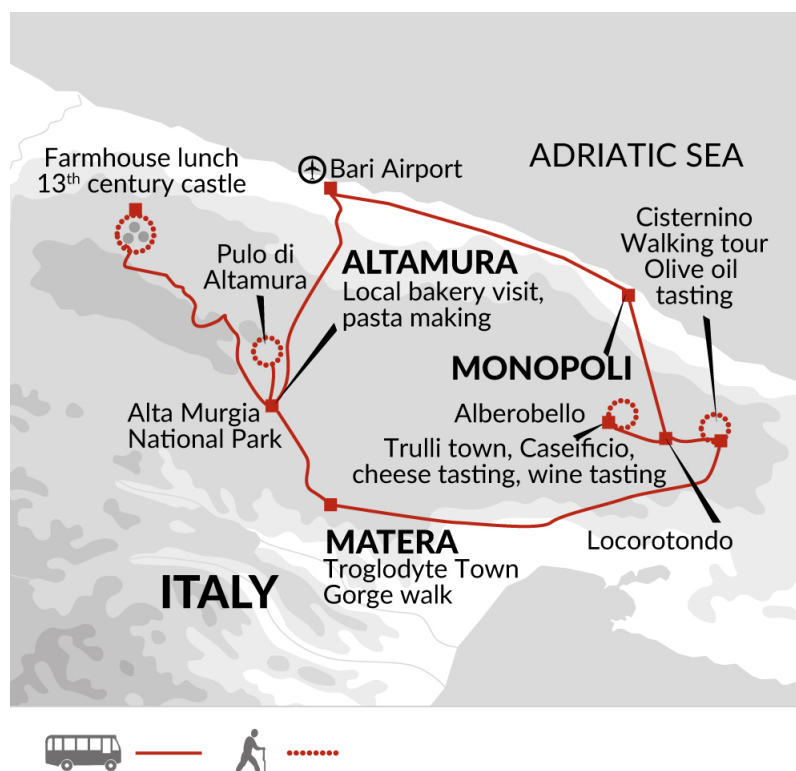 Farmhouse lunch
13th century castle
Bari Airport
ADRIATIC SEA
Cisternino
Walking tour
Olive oil
tasting
Pulo di
Altamura
ALTAMURA
Local bakery visit,
pasta making
MONOPOLI
Alta Murgia
National Park
Alberobello
Trulli town, Caseificio,
cheese tasting, wine tasting
MATERA
Troglodyte Town
Gorge walk
Locorotondo
ITALY